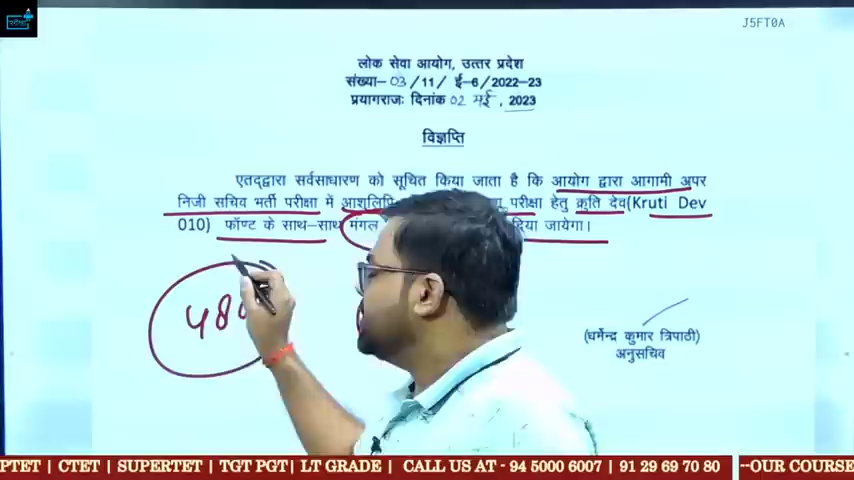 परीक्षा
J5FT0A
लोक सेवा आयोग, उत्तर प्रदेश
संख्या– 03/11/ ई–6/2022–23
प्रयागराजः दिनांक 02 मई, 2023
विज्ञप्ति
एतद्द्वारा सर्वसाधारण को सूचित किया जाता है कि आयोग द्वारा आगामी अपर
निजी सचिव भर्ती परीक्षा में आशुलिपि परीक्षा हेतु क्रुति देव(Kruti Dev
010) फॉण्ट के साथ–साथ मंगल दिया जायेगा।
48
(धर्मेन्द्र कुमार त्रिपाठी)
अनुसचिव
PTET | CTET | SUPERTET | TGT PGT| LT GRADE | CALL US AT - 94 5000 6007 | 91 29 69 70 80 --OUR COURSE